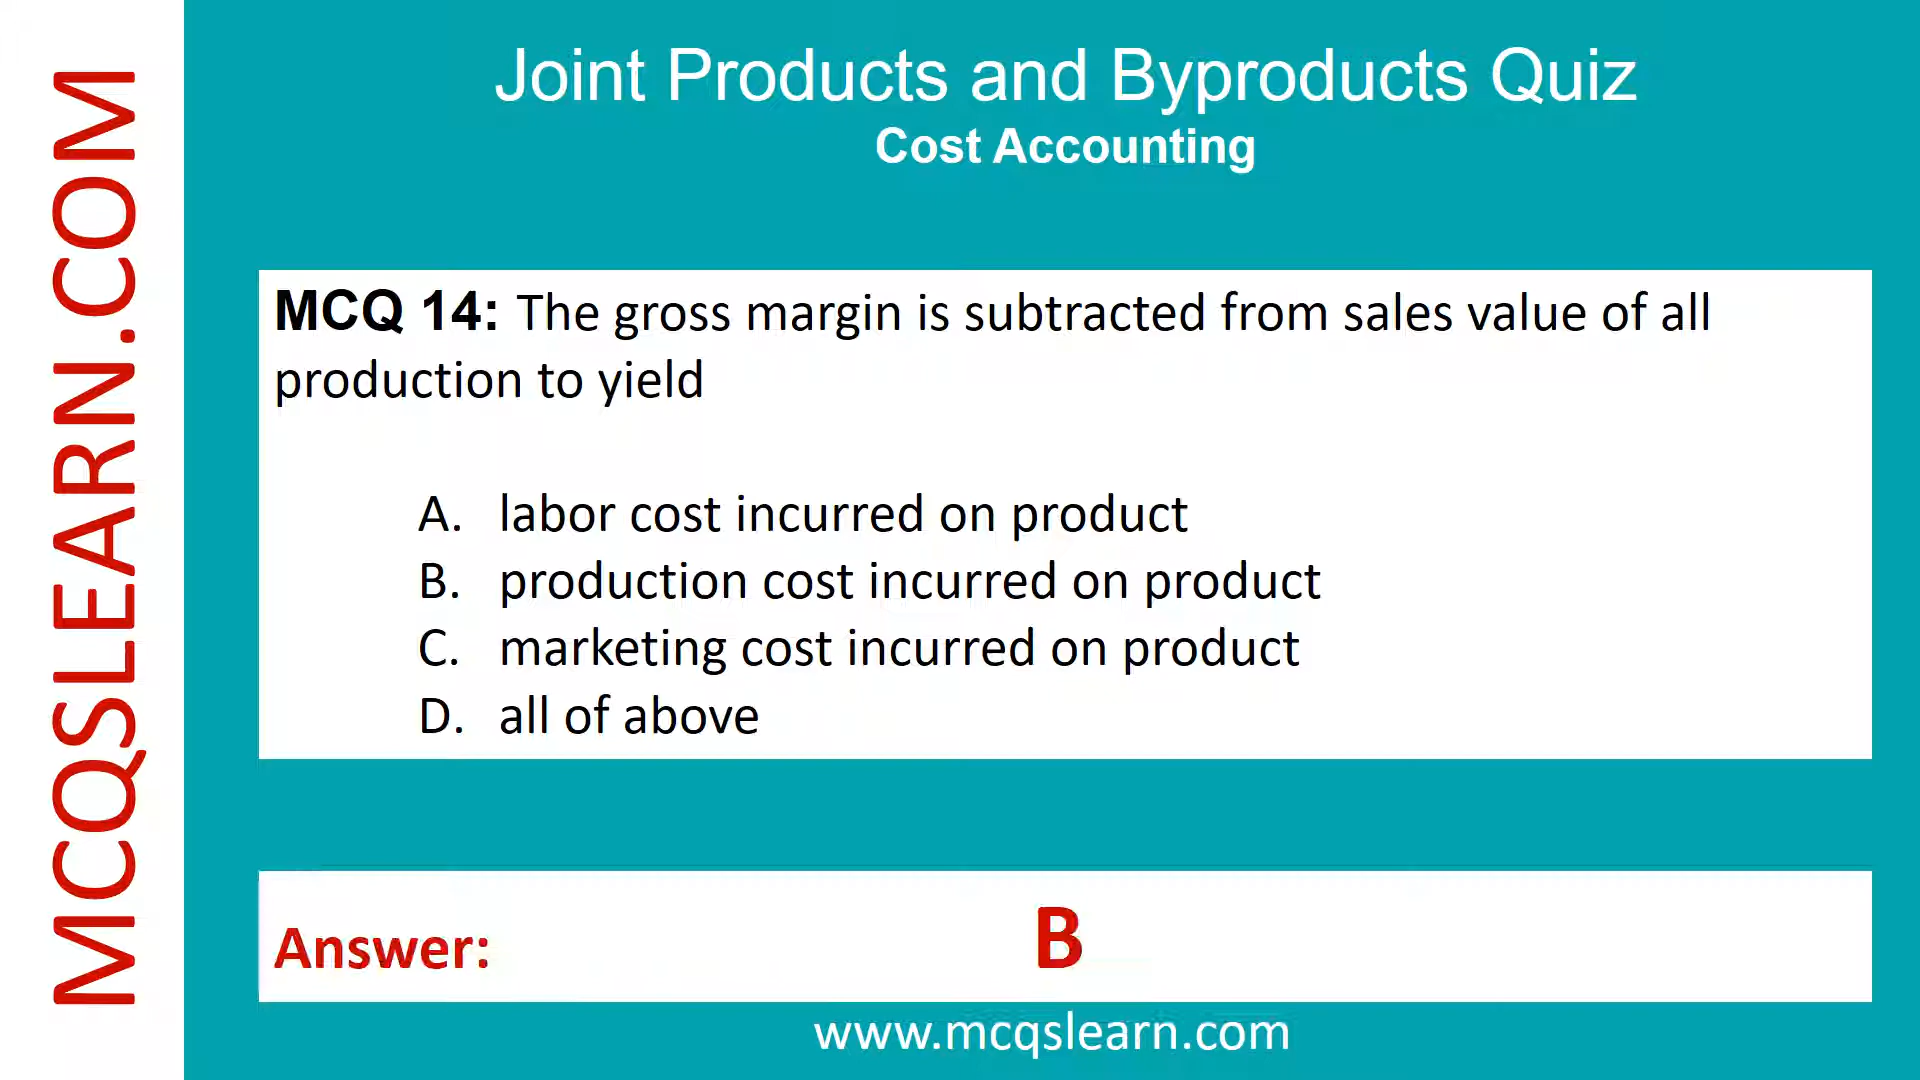 MCQSLEARN.COM
Joint Products and Byproducts Quiz
Cost Accounting
MCQ 14: The gross margin is subtracted from sales value of all
production to yield
A. labor cost incurred on product
B. production cost incurred on product
C. marketing cost incurred on product
D. all of above
Answer: B
www.mcqslearn.com